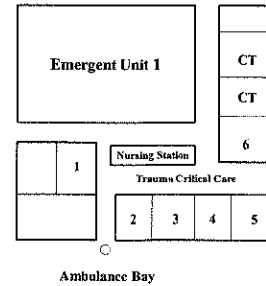 Emergent Unit 1
CT
CT
6
1
Nursing Station
Trauma Critical Care
2 3 4 5
Ambulance Bay